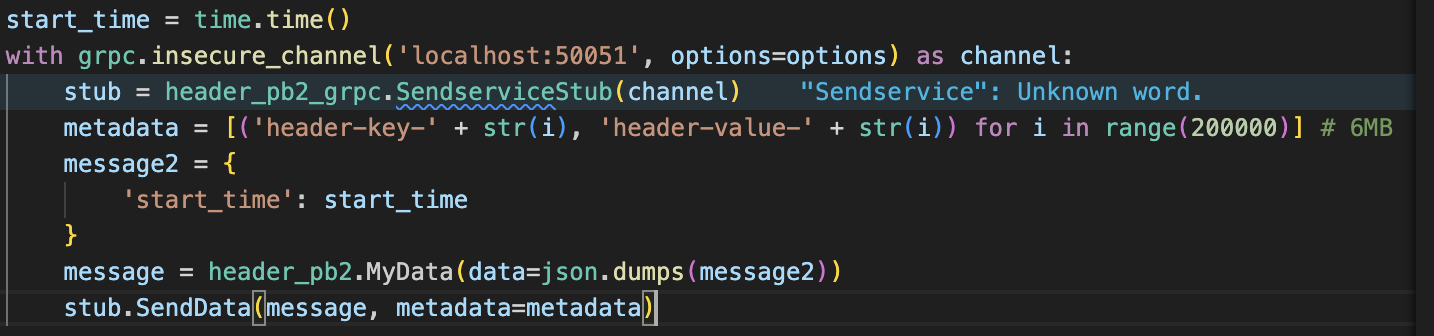 start_time = time.time()
with grpc.insecure_channel('localhost:50051', options=options) as channel:
    stub = header_pb2_grpc.SendserviceStub(channel)    "Sendservice": Unknown word.
    metadata = [('header-key-' + str(i), 'header-value-' + str(i)) for i in range(200000)] # 6MB
    message2 = {
        'start_time': start_time
    }
    message = header_pb2.MyData(data=json.dumps(message2))
    stub.SendData(message, metadata=metadata)